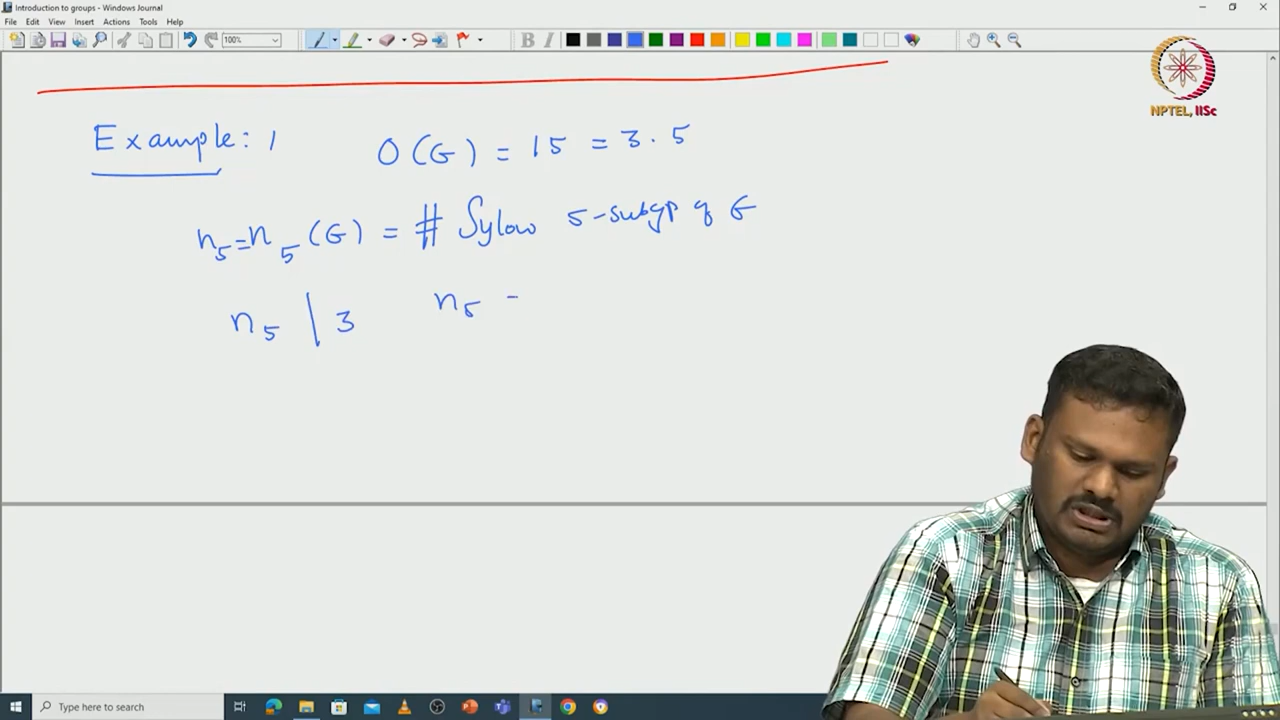 Introduction to groups - Windows Journal
File Edit View Insert Actions Tools Help
100%
NPTEL, IISc
Example: 1 O(G) = 15 = 3.5
n5=n5(G) = # Sylow 5-subgp of G
n5 | 3 n5 -
Type here to search